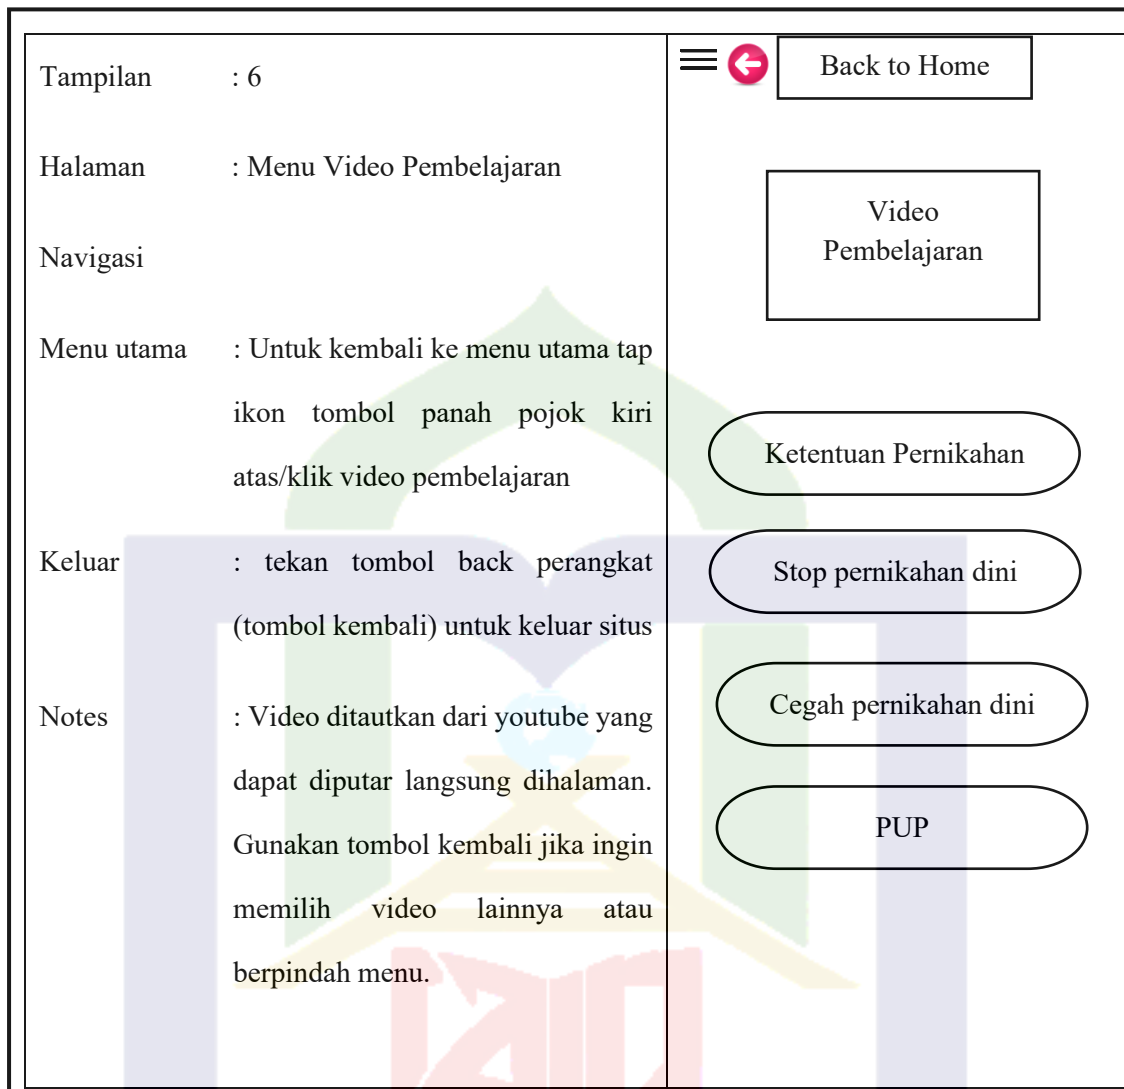 Tampilan : 6
Halaman : Menu Video Pembelajaran
Navigasi
Menu utama : Untuk kembali ke menu utama tap
ikon tombol panah pojok kiri
atas/klik video pembelajaran
Keluar : tekan tombol back perangkat
(tombol kembali) untuk keluar situs
Notes : Video ditautkan dari youtube yang
dapat diputar langsung dihalaman.
Gunakan tombol kembali jika ingin
memilih video lainnya atau
berpindah menu.
Back to Home
Video
Pembelajaran
Ketentuan Pernikahan
Stop pernikahan dini
Cegah pernikahan dini
PUP